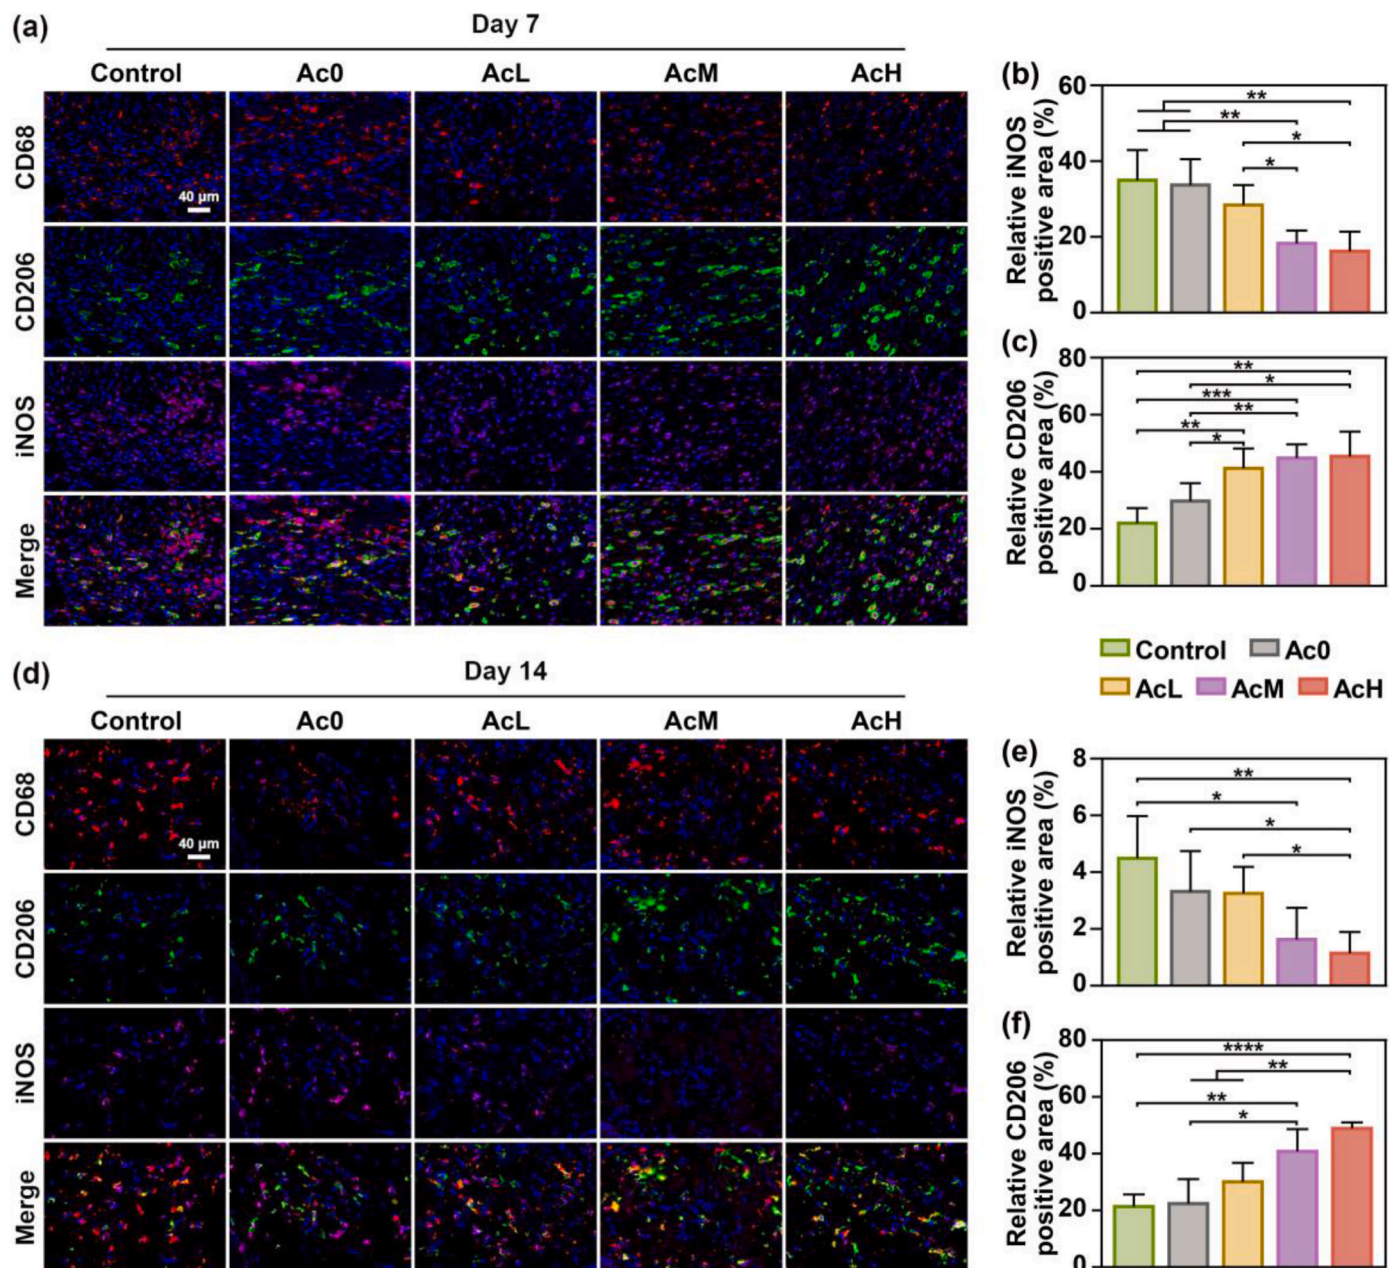 (a)
Day 7
Control Ac0 AcL AcM AcH
CD68
40 µm
CD206
iNOS
Merge
(b)
Relative iNOS
positive area (%)
60
40
20
0
**
**
*
*
(c)
Relative CD206
positive area (%)
80
60
40
20
0
**
*
***
**
**
*
Control Ac0
AcL AcM AcH
(d)
Day 14
Control Ac0 AcL AcM AcH
CD68
40 µm
CD206
iNOS
Merge
(e)
Relative iNOS
positive area (%)
8
6
4
2
0
**
*
*
*
(f)
Relative CD206
positive area (%)
80
60
40
20
0
****
**
**
*